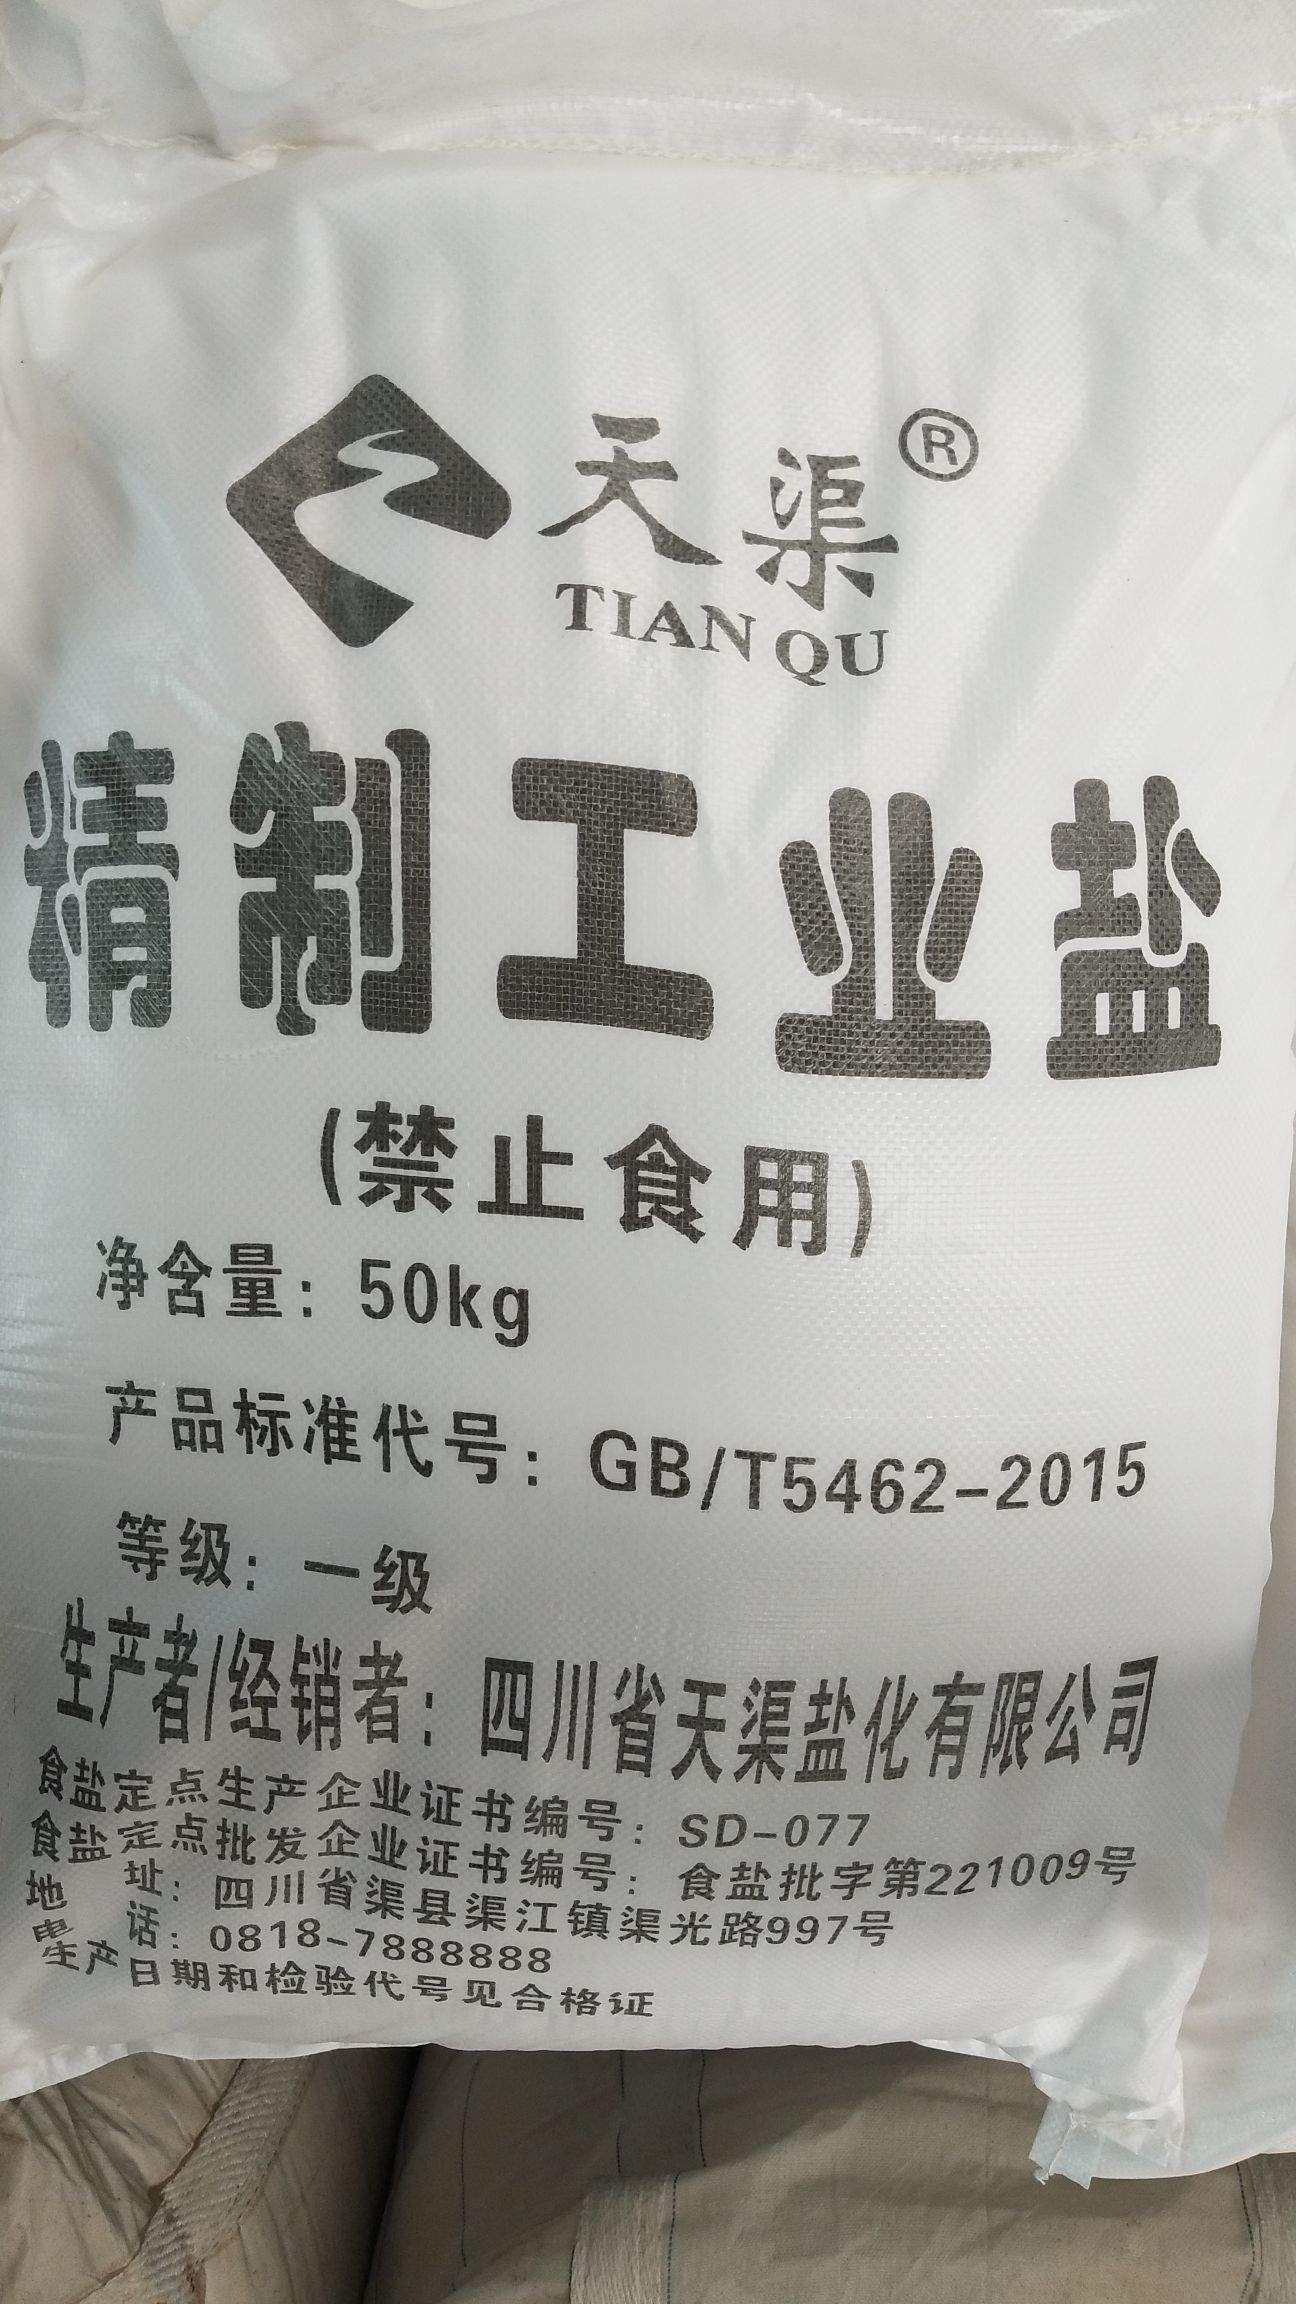 天渠®
TIAN QU
精制工业盐
(禁止食用)
净含量：50kg
产品标准代号：GB/T5462-2015
等级：一级
生产者/经销者：四川省天渠盐化有限公司
食盐定点生产企业证书编号：SD-077
食盐定点批发企业证书编号：食盐批字第221009号
地 址：四川省渠县渠江镇渠光路997号
电 话：0818-7888888
生产日期和检验代号见合格证